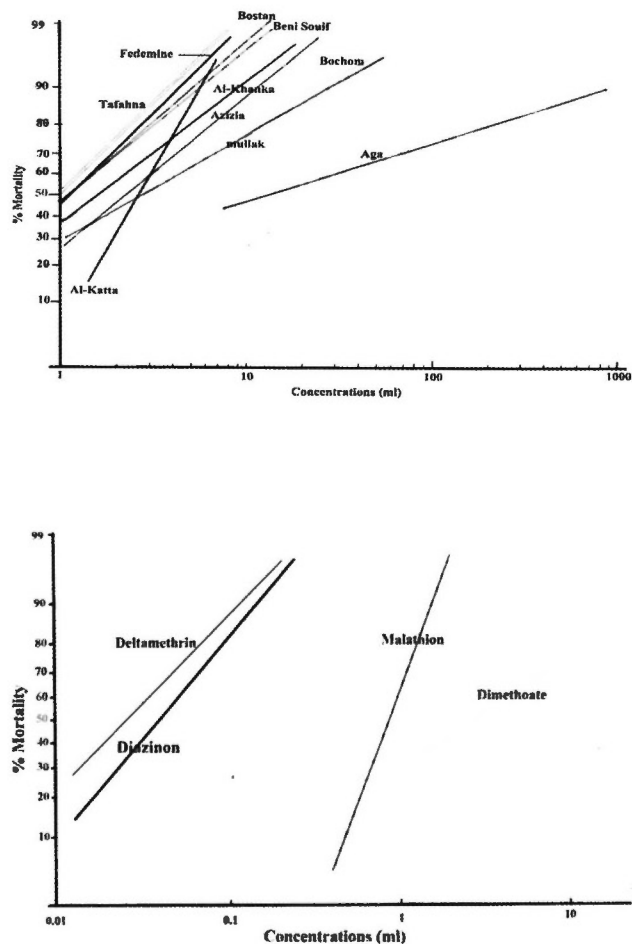 99
Bostan
Beni Souif
Fedemine
Bochom
90
Al-Khanka
Tafahna
Azizia
80
mullak
70
Aga
60
50
40
30
20
Al-Katta
10
% Mortality
1
10
100
1000
Concentrations (ml)
99
90
Deltamethrin
Malathion
80
70
Dimethoate
60
50
Diazinon
40
30
20
10
% Mortality
0.01
0.1
1
10
Concentrations (ml)